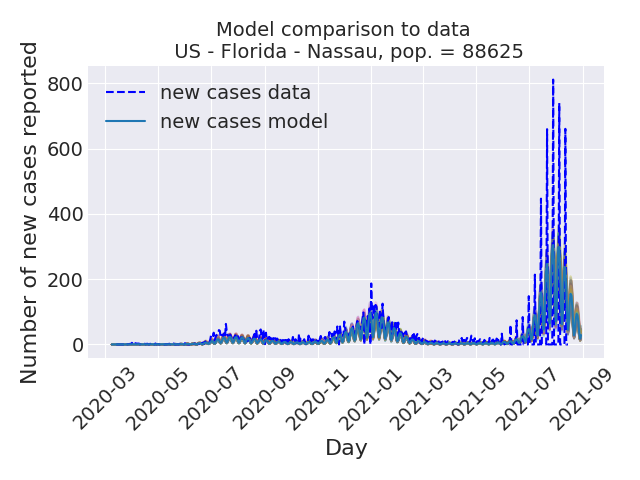 Model comparison to data
US - Florida - Nassau, pop. = 88625
Number of new cases reported
800
600
400
200
0
new cases data
new cases model
2020-03
2020-05
2020-07
2020-09
2020-11
2021-01
2021-03
2021-05
2021-07
2021-09
Day